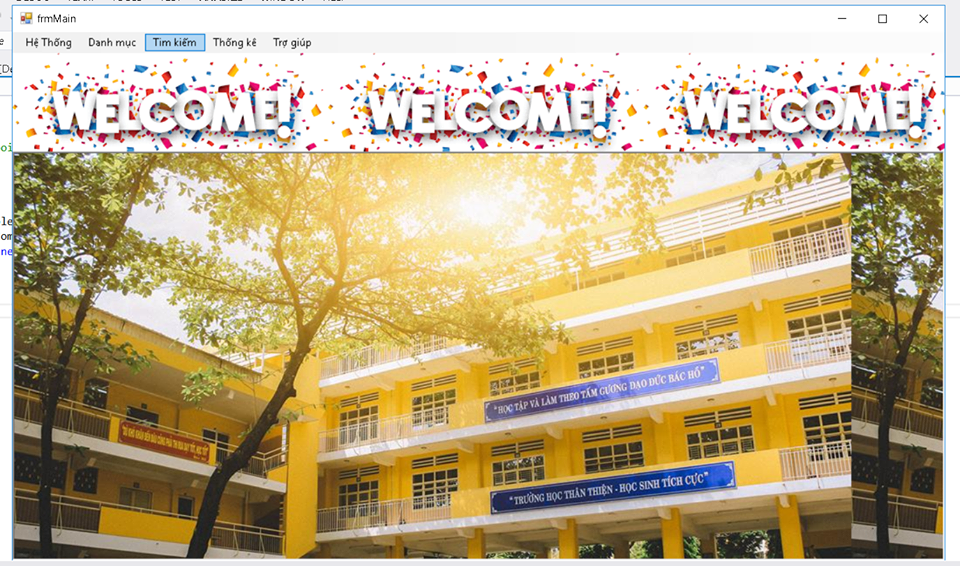 frmMain
Hệ Thống Danh mục Tìm kiếm Thống kê Trợ giúp
WELCOME! WELCOME! WELCOME!
"HỌC TẬP VÀ LÀM THEO TẤM GƯƠNG ĐẠO ĐỨC BÁC HỒ"
"TRƯỜNG HỌC THÂN THIỆN - HỌC SINH TÍCH CỰC"